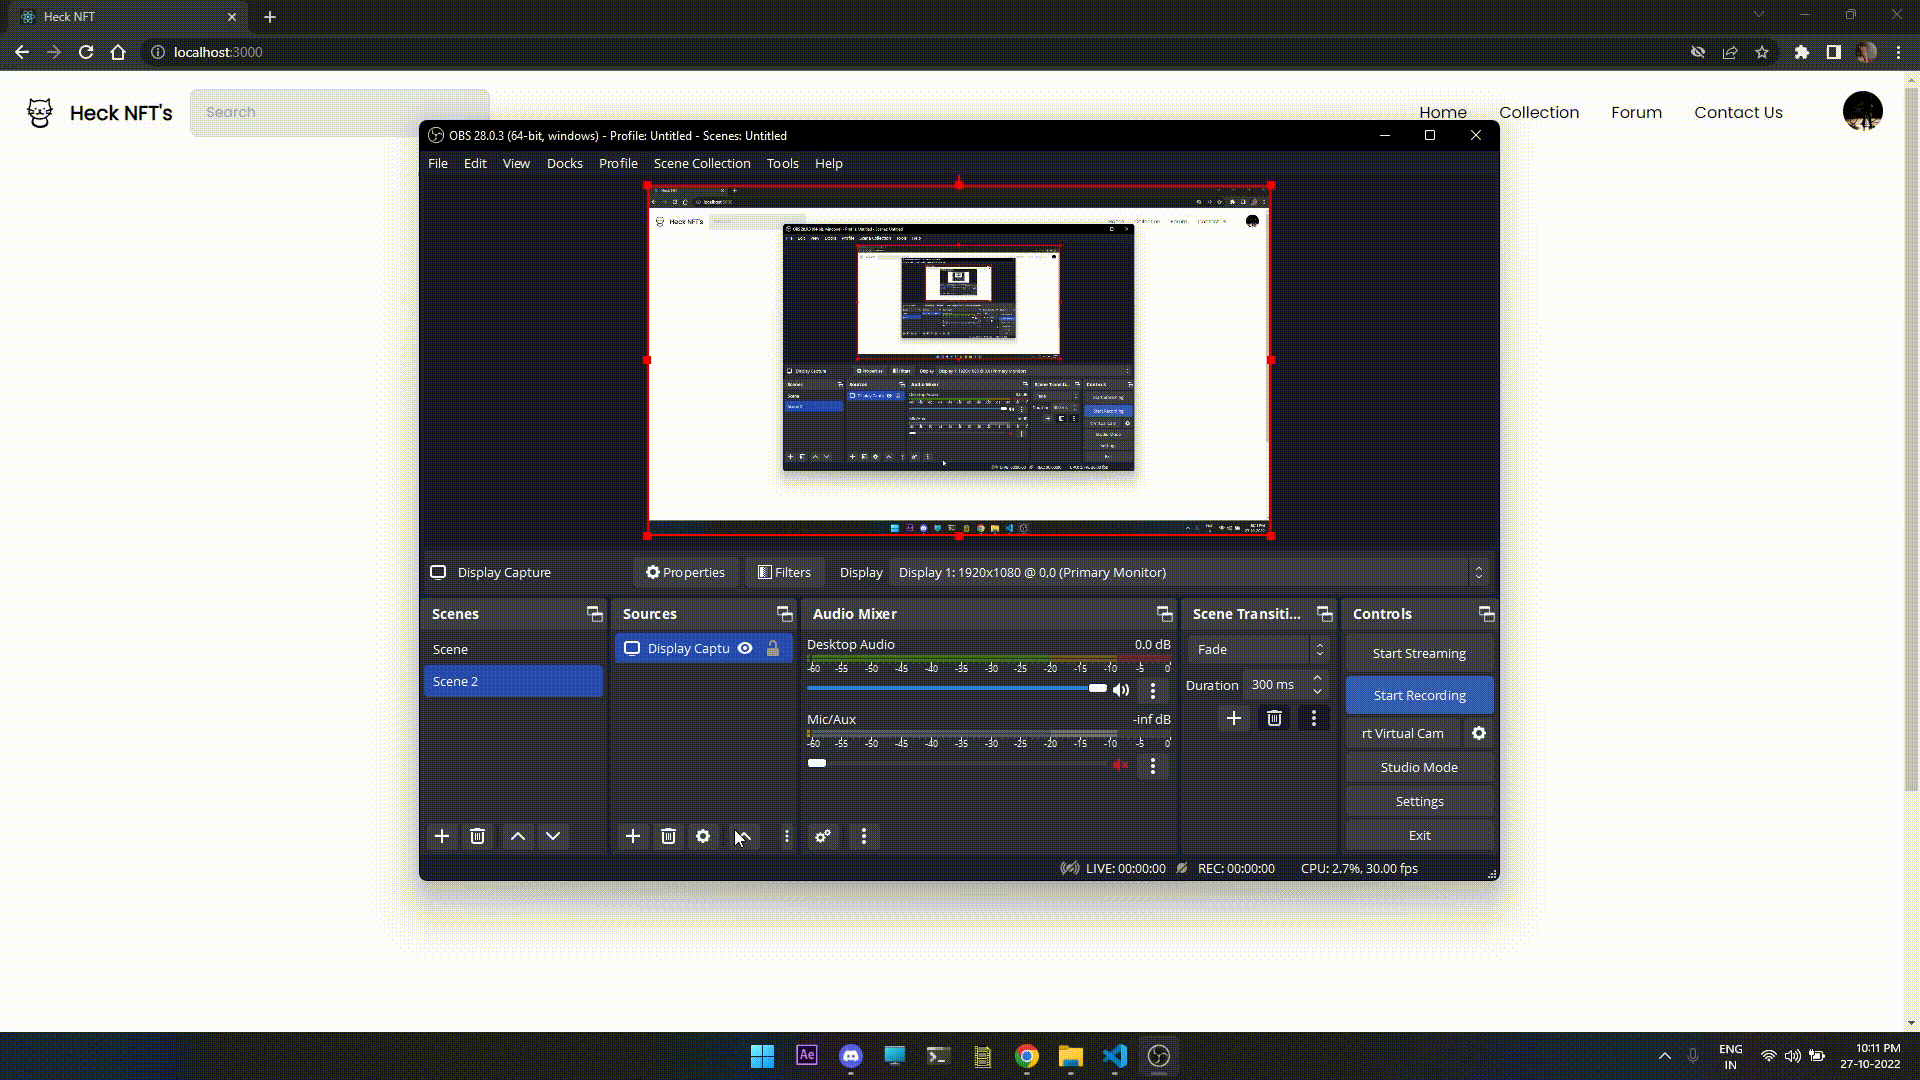 Heck NFT
localhost:3000
Heck NFT's
Search
Home
Collection
Forum
Contact Us
OBS 28.0.3 (64-bit, windows) - Profile: Untitled - Scenes: Untitled
File Edit View Docks Profile Scene Collection Tools Help
Heck NFT's
Display Capture
Properties
Filters
Display
Display 1: 1920x1080 @ 0,0 (Primary Monitor)
Scenes
Scene
Scene 2
Sources
Display Captu
Audio Mixer
Desktop Audio
0.0 dB
-60 -55 -50 -45 -40 -35 -30 -25 -20 -15 -10 -5 0
Mic/Aux
-inf dB
-60 -55 -50 -45 -40 -35 -30 -25 -20 -15 -10 -5 0
Scene Transiti...
Fade
Duration 300 ms
Controls
Start Streaming
Start Recording
rt Virtual Cam
Studio Mode
Settings
Exit
LIVE: 00:00:00
REC: 00:00:00
CPU: 2.7%, 30.00 fps
Ae
ENG
IN
10:11 PM
27-10-2022